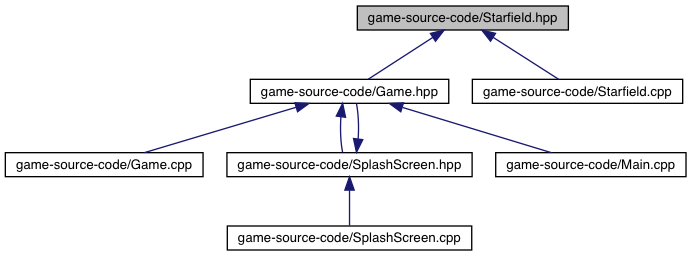 game-source-code/Starfield.hpp
game-source-code/Game.hpp
game-source-code/Starfield.cpp
game-source-code/Game.cpp
game-source-code/SplashScreen.hpp
game-source-code/Main.cpp
game-source-code/SplashScreen.cpp